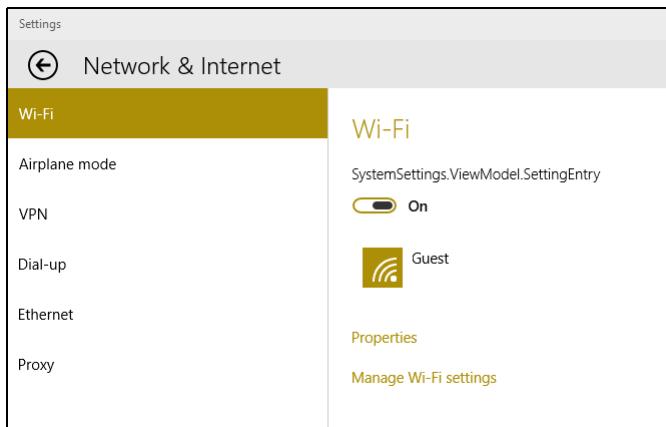 Settings
Network & Internet
Wi-Fi
Airplane mode
VPN
Dial-up
Ethernet
Proxy
Wi-Fi
SystemSettings.ViewModel.SettingEntry
On
Guest
Properties
Manage Wi-Fi settings